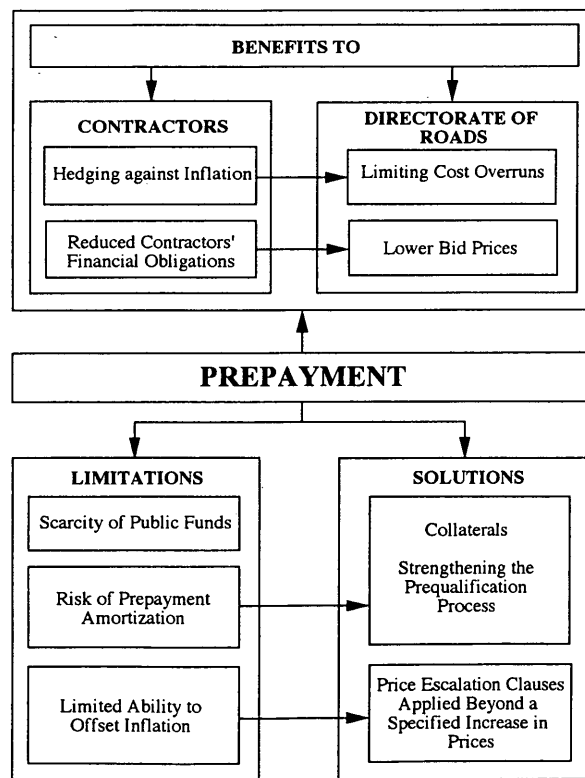 BENEFITS TO
CONTRACTORS
Hedging against Inflation
Reduced Contractors'
Financial Obligations
DIRECTORATE OF
ROADS
Limiting Cost Overruns
Lower Bid Prices
PREPAYMENT
LIMITATIONS
Scarcity of Public Funds
Risk of Prepayment
Amortization
Limited Ability to
Offset Inflation
SOLUTIONS
Collaterals
Strengthening the
Prequalification
Process
Price Escalation Clauses
Applied Beyond a
Specified Increase in
Prices